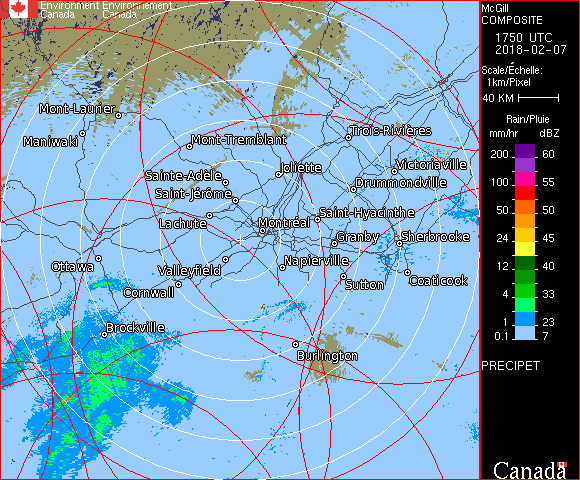 Environment Environnement
Canada Canada
McGill
COMPOSITE
1750 UTC
2018-02-07
Scale/Échelle:
1km/Pixel
40 KM
Rain/Pluie
mm/hr dBZ
200 60
100 55
50 50
24 45
12 40
4 33
1 23
0.1 7
PRECIPET
Mont-Laurier
Maniwaki
Mont-Tremblant
Trois-Rivières
Sainte-Adèle
Joliette
Victoriaville
Saint-Jérôme
Drummondville
Lachute
Montréal
Saint-Hyacinthe
Granby
Sherbrooke
Ottawa
Valleyfield
Napierville
Cornwall
Sutton
Coaticook
Brockville
Burlington
Canada